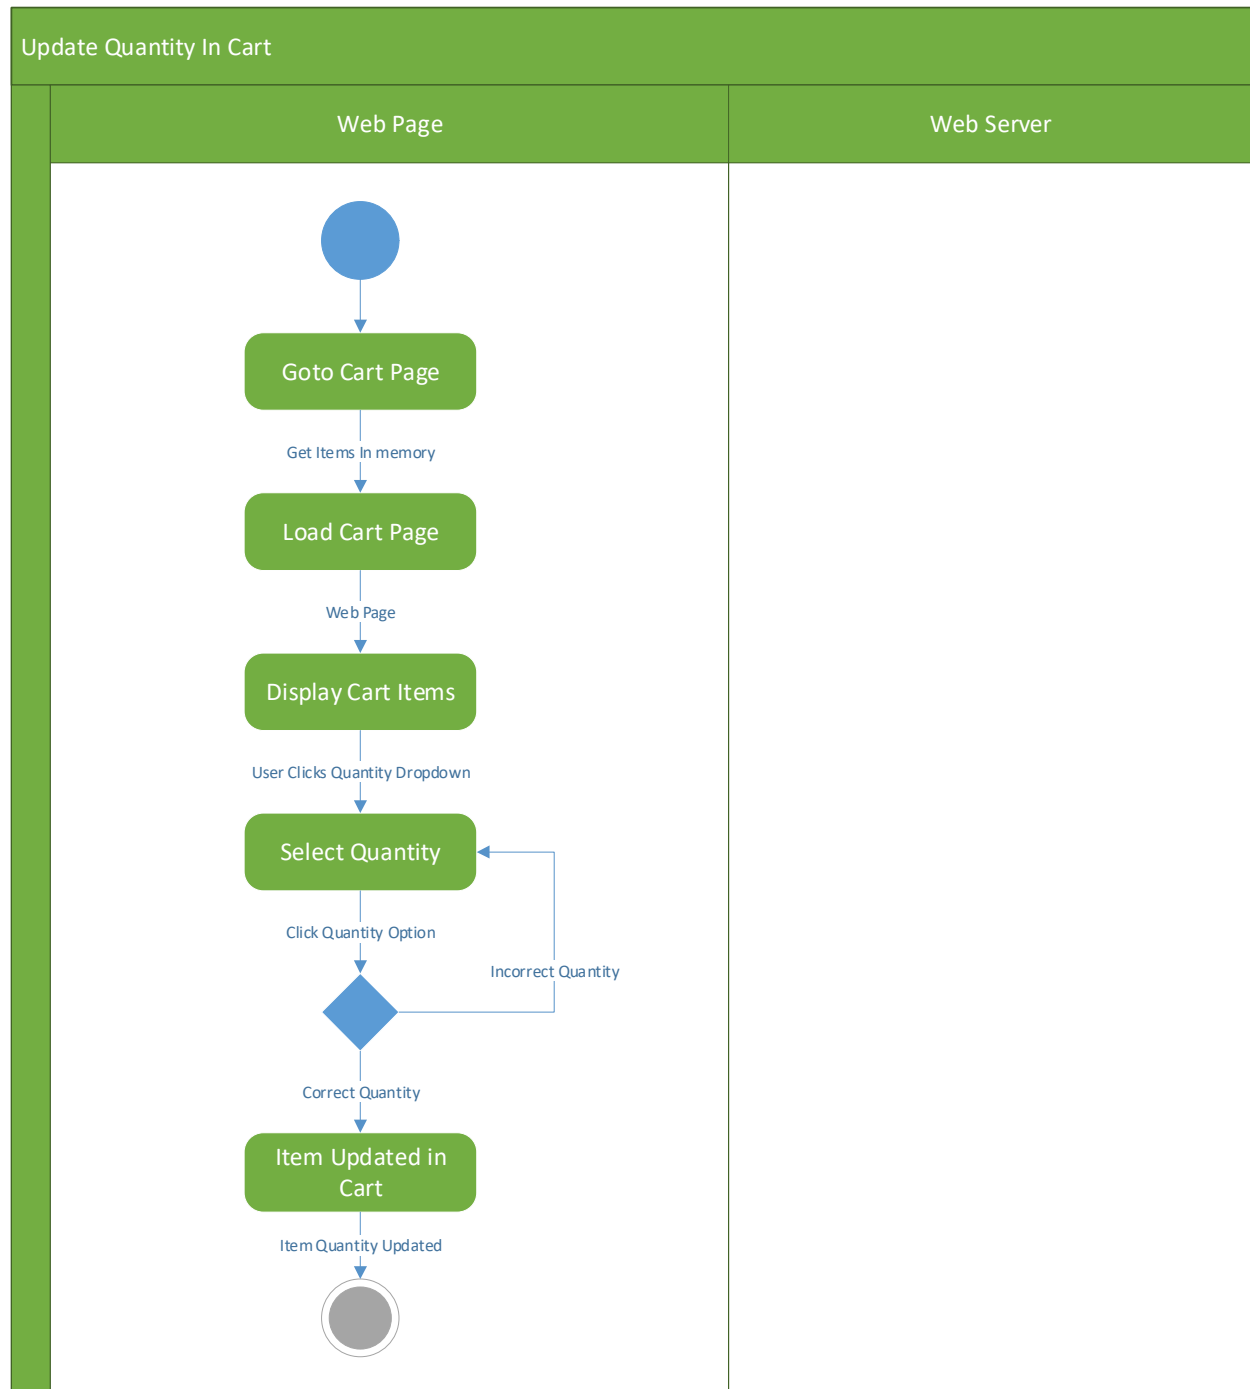 Update Quantity In Cart
Web Page
Web Server
Goto Cart Page
Get Items In memory
Load Cart Page
Web Page
Display Cart Items
User Clicks Quantity Dropdown
Select Quantity
Click Quantity Option
Incorrect Quantity
Correct Quantity
Item Updated in
Cart
Item Quantity Updated